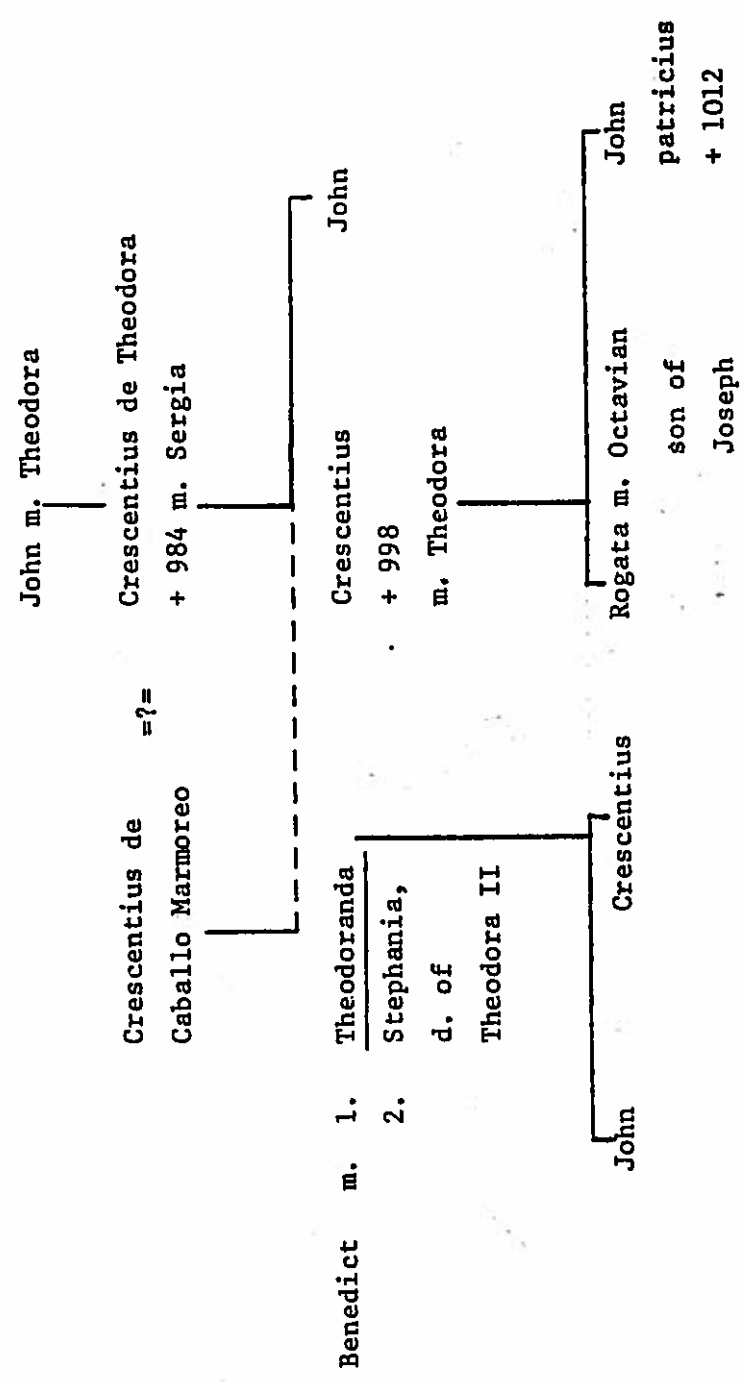 John m. Theodora
Crescentius de =?= Crescentius de Theodora
Caballo Marmoreo + 984 m. Sergia
Benedict m. 1. Theodoranda Crescentius John
2. Stephania, + 998
d. of m. Theodora
Theodora II
John Crescentius Rogata m. Octavian John
son of patricius
Joseph + 1012